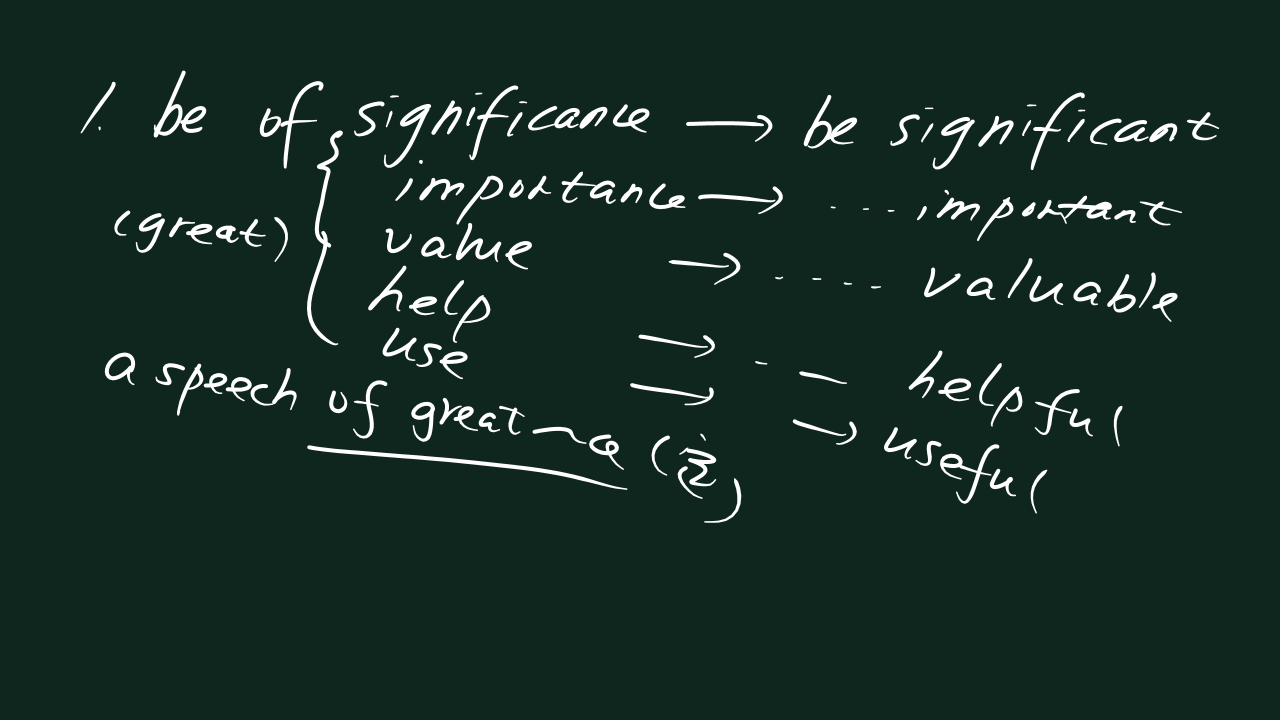 1. be of significance → be significant
importance → ... important
(great) value → .... valuable
help → . — helpful
use → → useful
a speech of great ~ce (定)